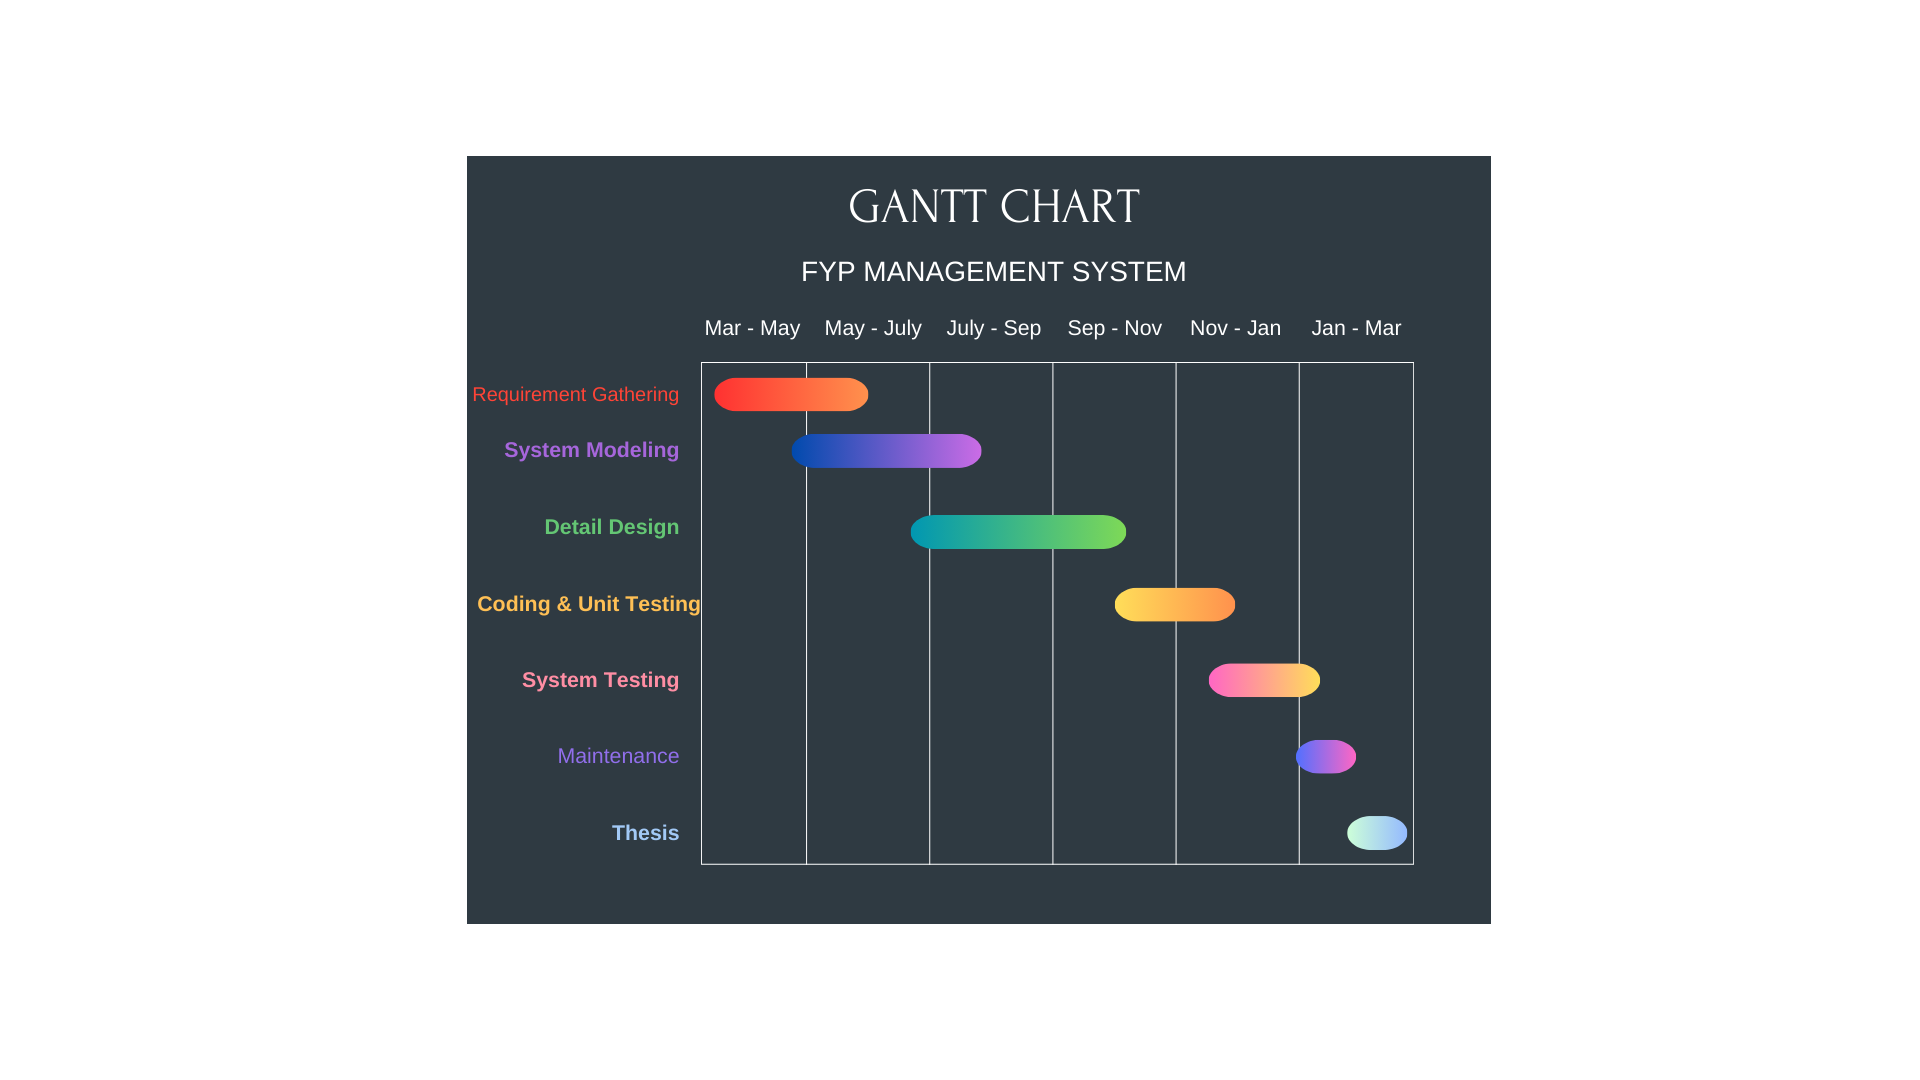 GANTT CHART
FYP MANAGEMENT SYSTEM
Mar - May May - July July - Sep Sep - Nov Nov - Jan Jan - Mar
Requirement Gathering
System Modeling
Detail Design
Coding & Unit Testing
System Testing
Maintenance
Thesis